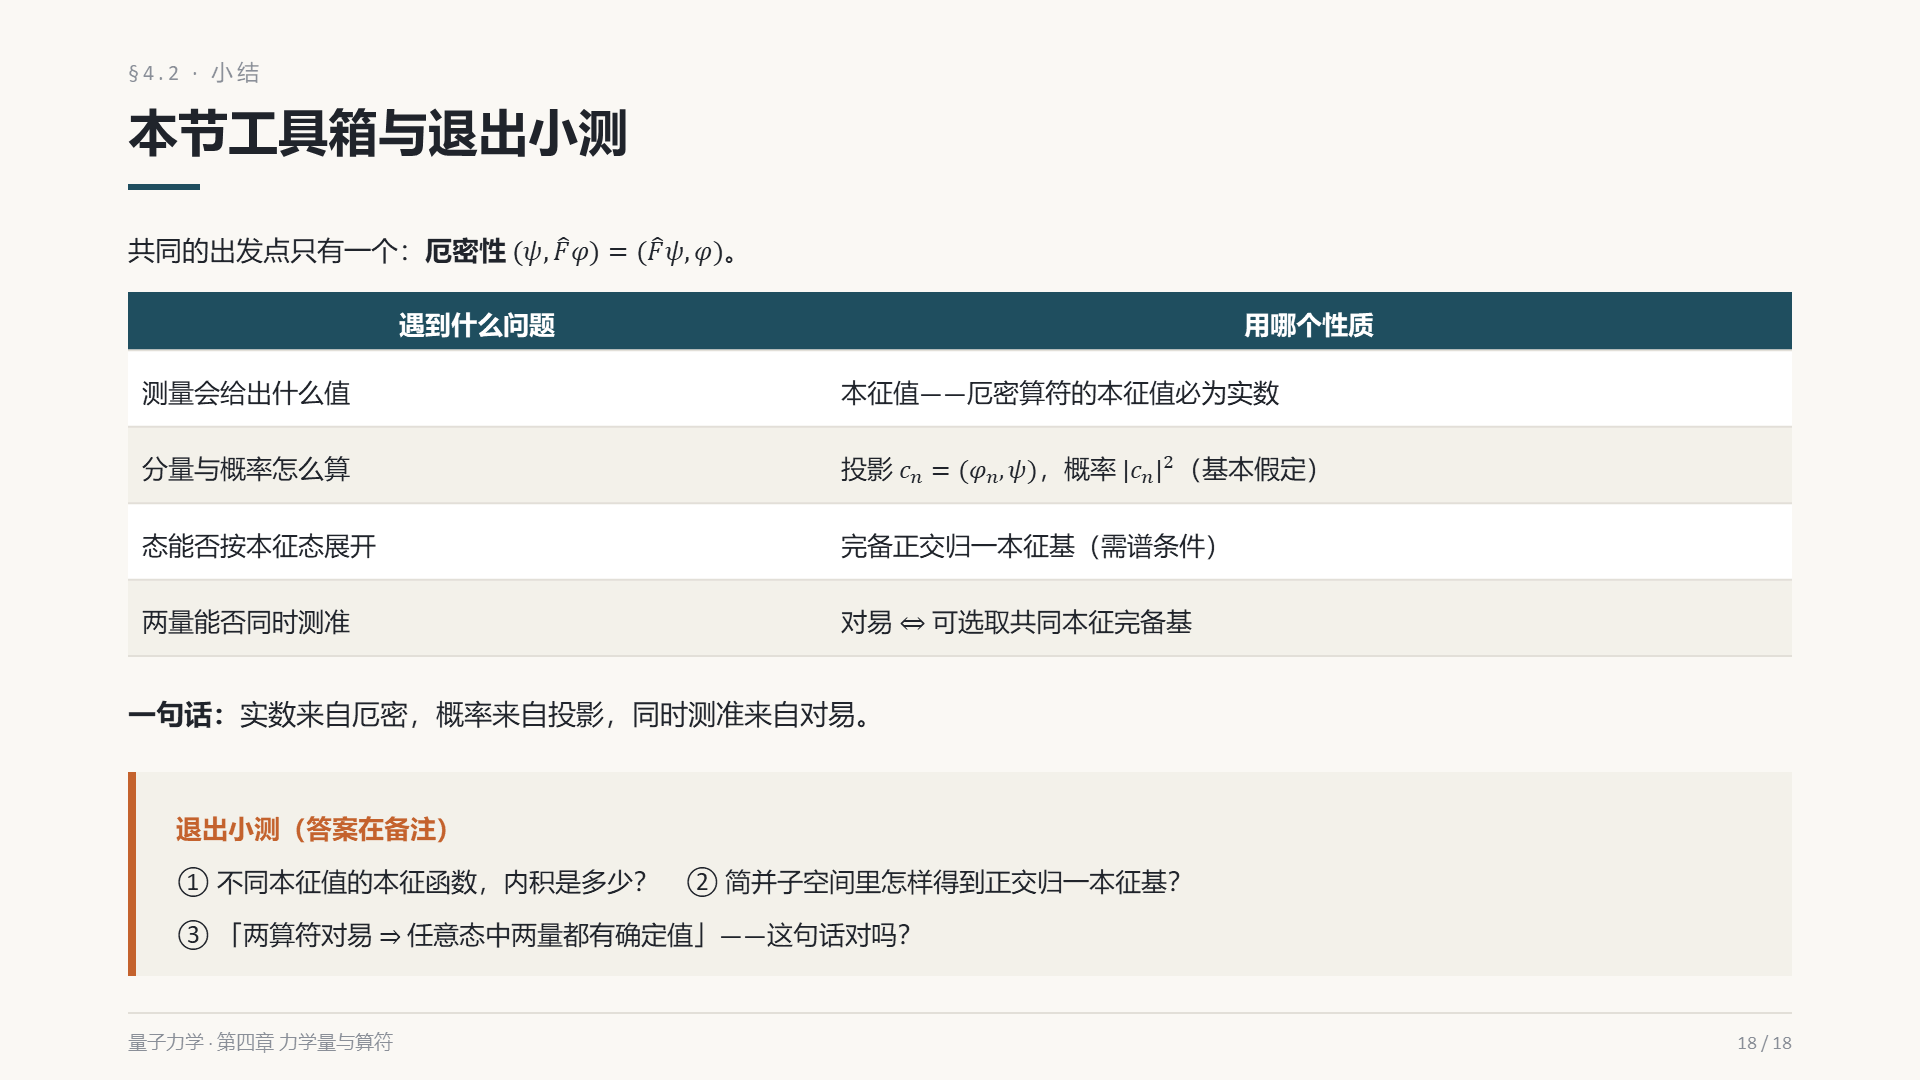 §4.2 · 小结
本节工具箱与退出小测
共同的出发点只有一个：厄密性 (ψ, F̂φ) = (F̂ψ, φ)。
遇到什么问题 用哪个性质
测量会给出什么值 本征值——厄密算符的本征值必为实数
分量与概率怎么算 投影 cₙ = (φₙ, ψ)，概率 |cₙ|²（基本假定）
态能否按本征态展开 完备正交归一本征基（需谱条件）
两量能否同时测准 对易 ⇔ 可选取共同本征完备基
一句话：实数来自厄密，概率来自投影，同时测准来自对易。
退出小测（答案在备注）
① 不同本征值的本征函数，内积是多少？ ② 简并子空间里怎样得到正交归一本征基？
③ 「两算符对易 ⇒ 任意态中两量都有确定值」——这句话对吗？
量子力学 · 第四章 力学量与算符 18 / 18